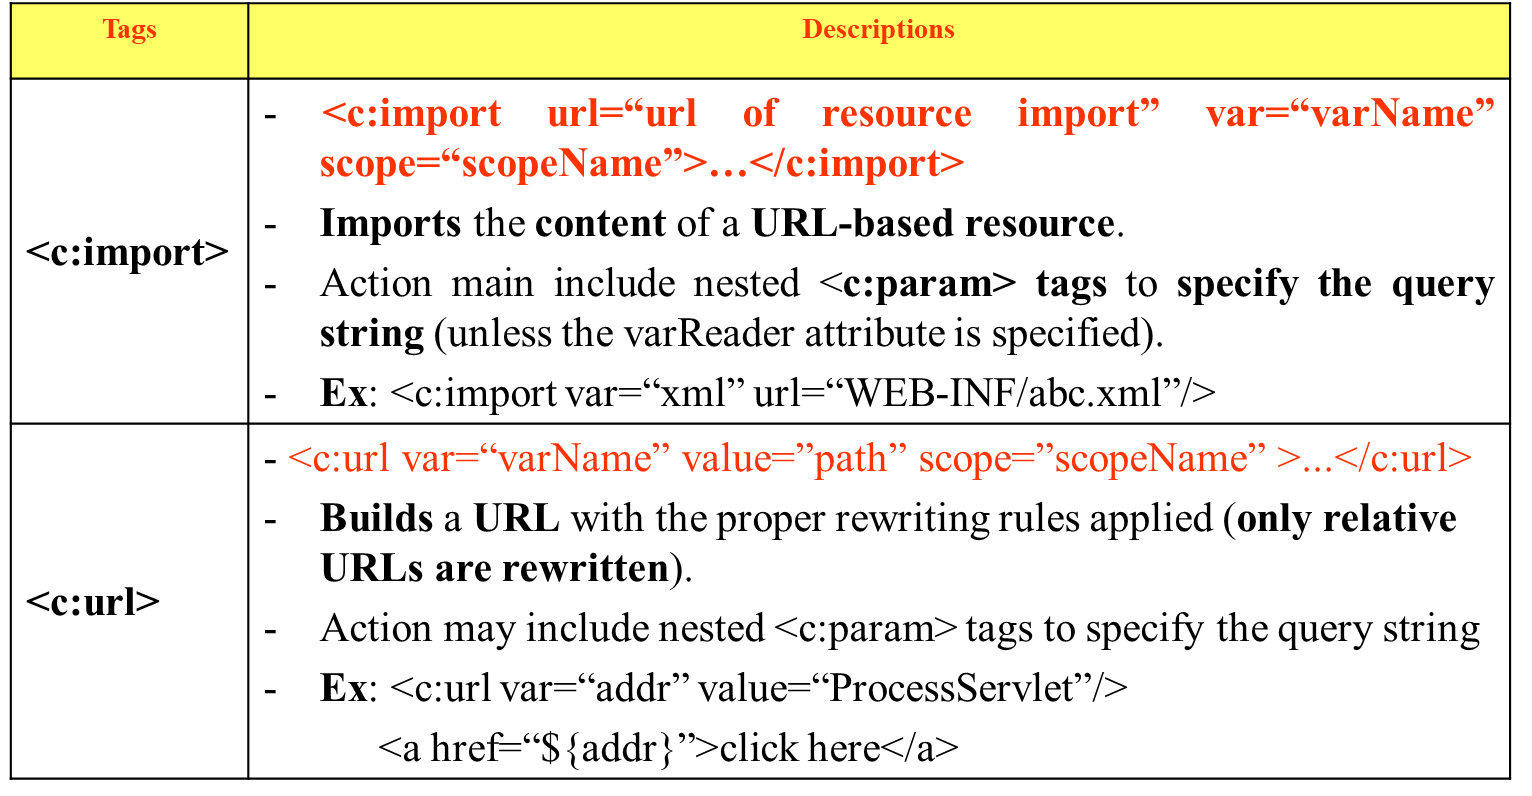 Tags
Descriptions
<c:import>
- <c:import url=“url of resource import” var=“varName”
scope=“scopeName”>…</c:import>
- Imports the content of a URL-based resource.
- Action main include nested <c:param> tags to specify the query
string (unless the varReader attribute is specified).
- Ex: <c:import var=“xml” url=“WEB-INF/abc.xml”/>
<c:url>
- <c:url var=“varName” value=”path” scope=”scopeName” >...</c:url>
- Builds a URL with the proper rewriting rules applied (only relative
URLs are rewritten).
- Action may include nested <c:param> tags to specify the query string
- Ex: <c:url var=“addr” value=“ProcessServlet”/>
<a href=“${addr}”>click here</a>